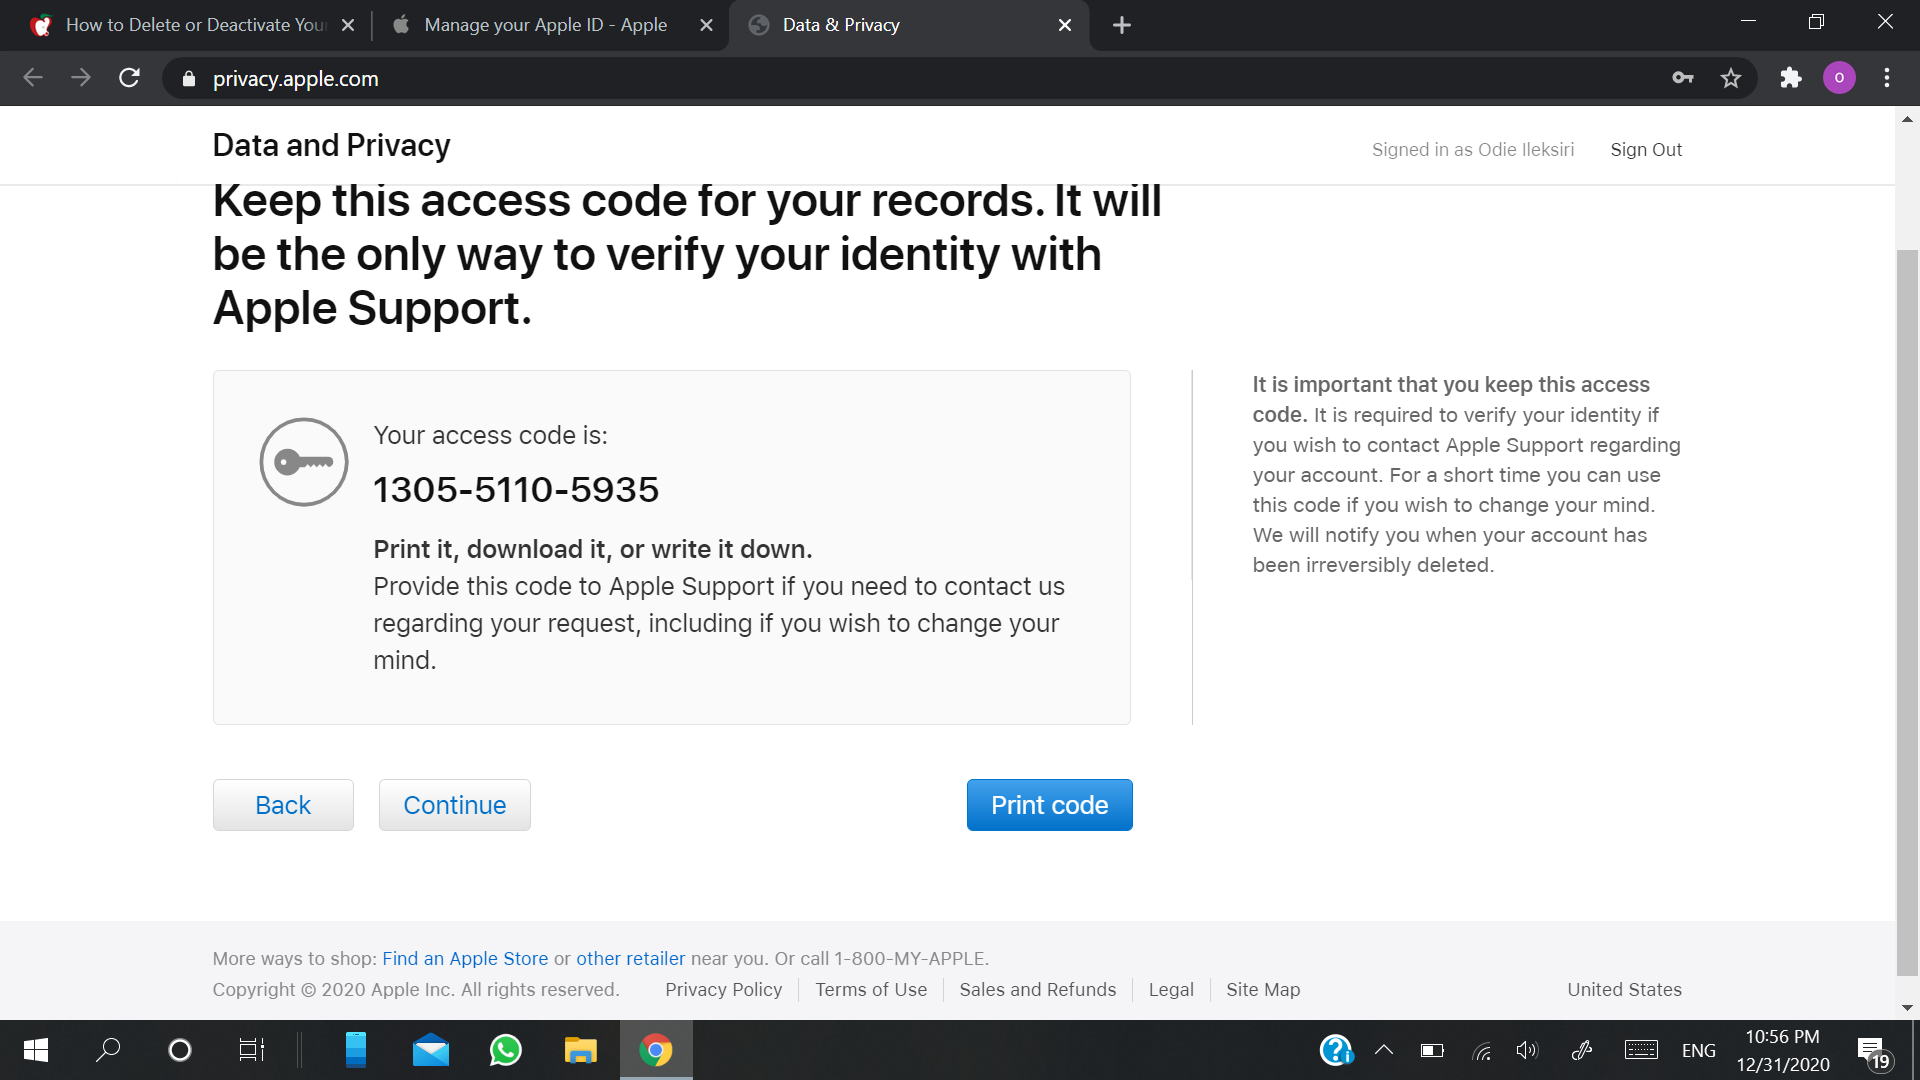 How to Delete or Deactivate You
Manage your Apple ID - Apple
Data & Privacy
privacy.apple.com
O
Data and Privacy
Signed in as Odie Ileksiri
Sign Out
Keep this access code for your records. It will
be the only way to verify your identity with
Apple Support.
Your access code is:
1305-5110-5935
Print it, download it, or write it down.
Provide this code to Apple Support if you need to contact us
regarding your request, including if you wish to change your
mind.
It is important that you keep this access
code. It is required to verify your identity if
you wish to contact Apple Support regarding
your account. For a short time you can use
this code if you wish to change your mind.
We will notify you when your account has
been irreversibly deleted.
Back
Continue
Print code
More ways to shop: Find an Apple Store or other retailer near you. Or call 1-800-MY-APPLE.
Copyright © 2020 Apple Inc. All rights reserved.
Privacy Policy
Terms of Use
Sales and Refunds
Legal
Site Map
United States
ENG
10:56 PM
12/31/2020
19